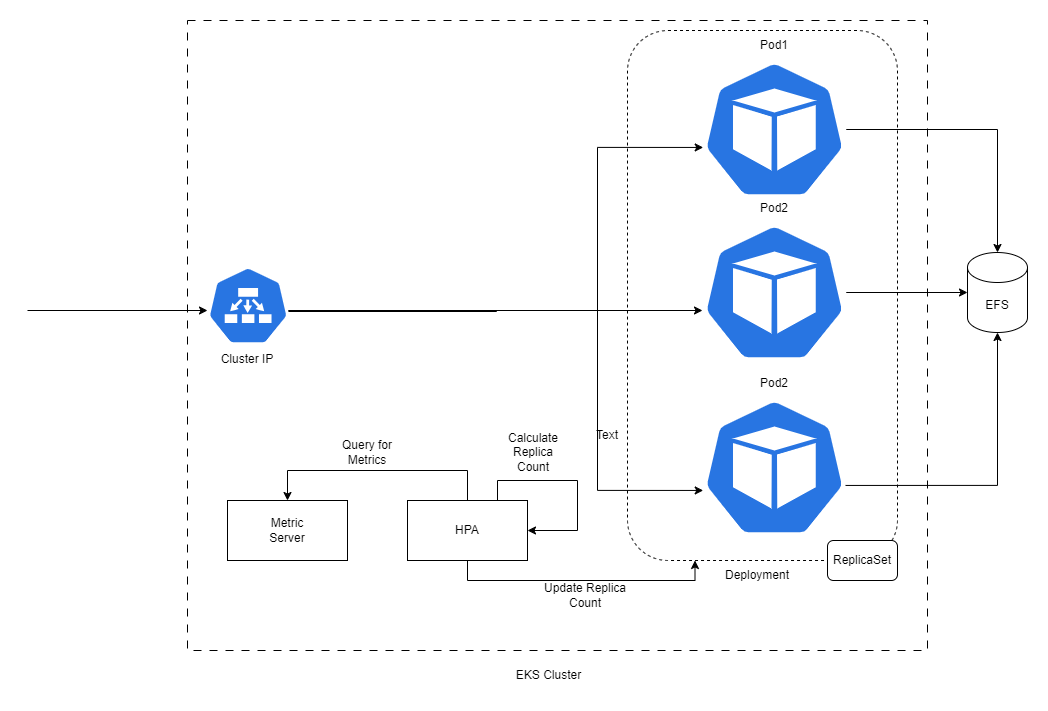 Pod1
Pod2
Cluster IP
EFS
Pod2
Text
Calculate
Replica
Count
Query for
Metrics
Metric
Server
HPA
ReplicaSet
Deployment
Update Replica
Count
EKS Cluster